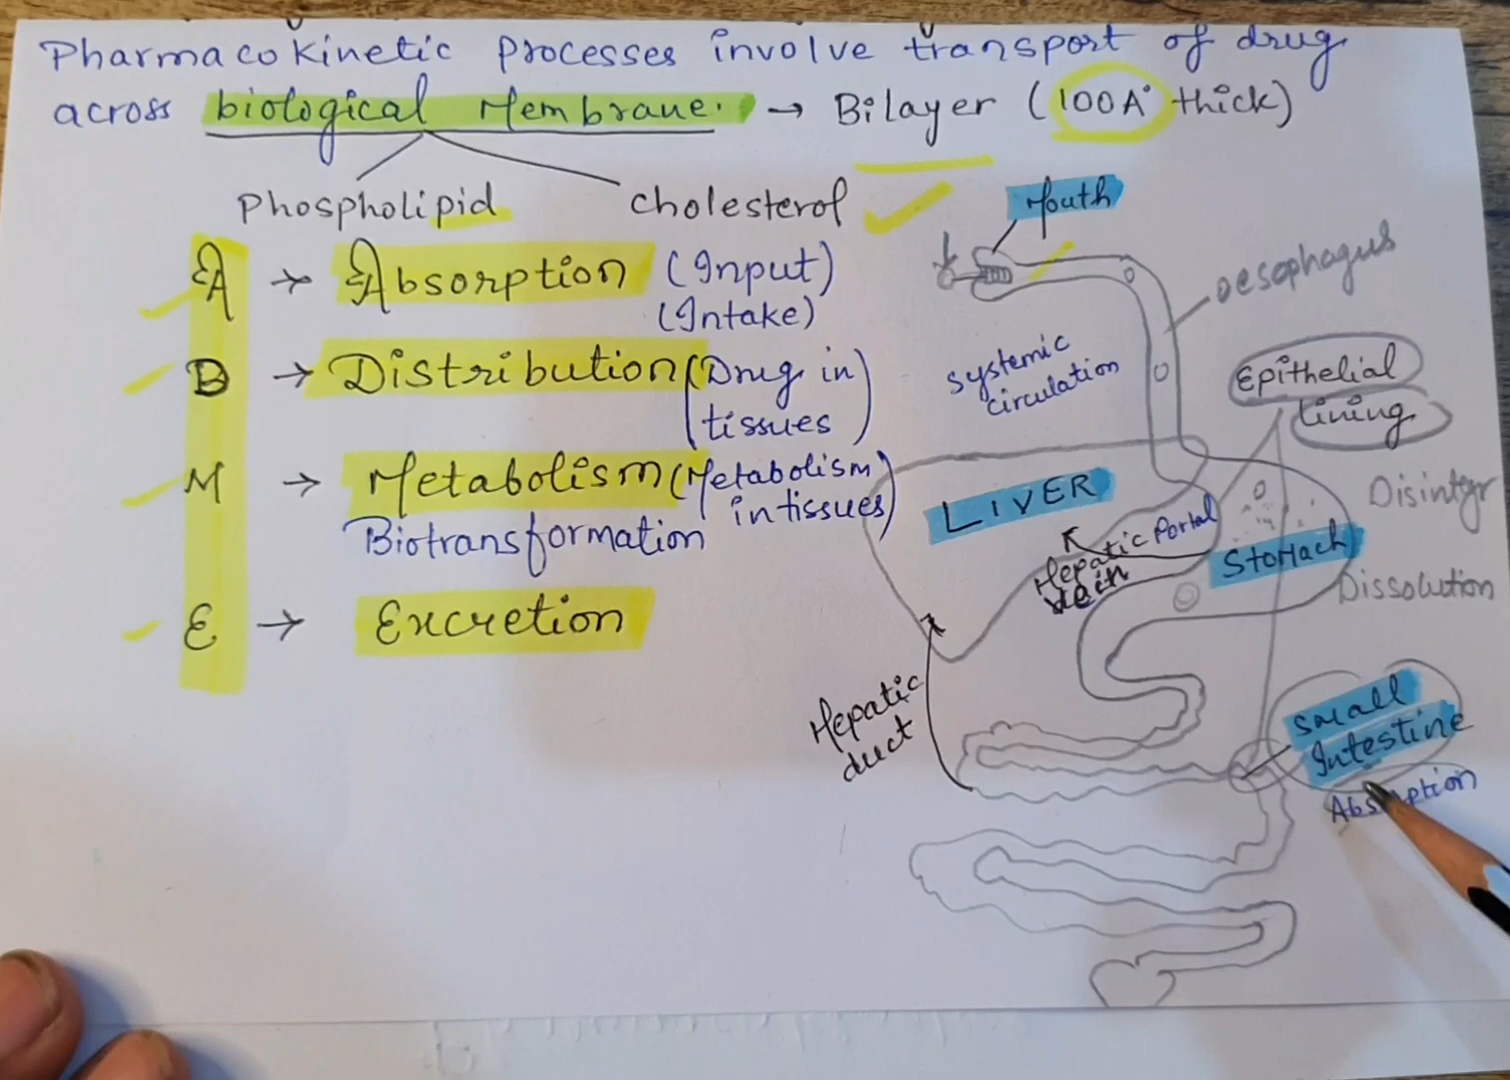 Pharmacokinetic Processes involve transport of drug
across biological Membrane. → Bilayer (100A° thick)
Phospholipid
cholesterol
A → Absorption (Input)
(Intake)
D → Distribution (Drug in
tissues)
M → Metabolism (Metabolism
in tissues)
Biotransformation
E → Excretion
Mouth
oesophagus
systemic
circulation
Epithelial
lining
LIVER
Hepatic Portal
vein
Stomach
Dissolution
Hepatic
duct
Small
Intestine
Absorption